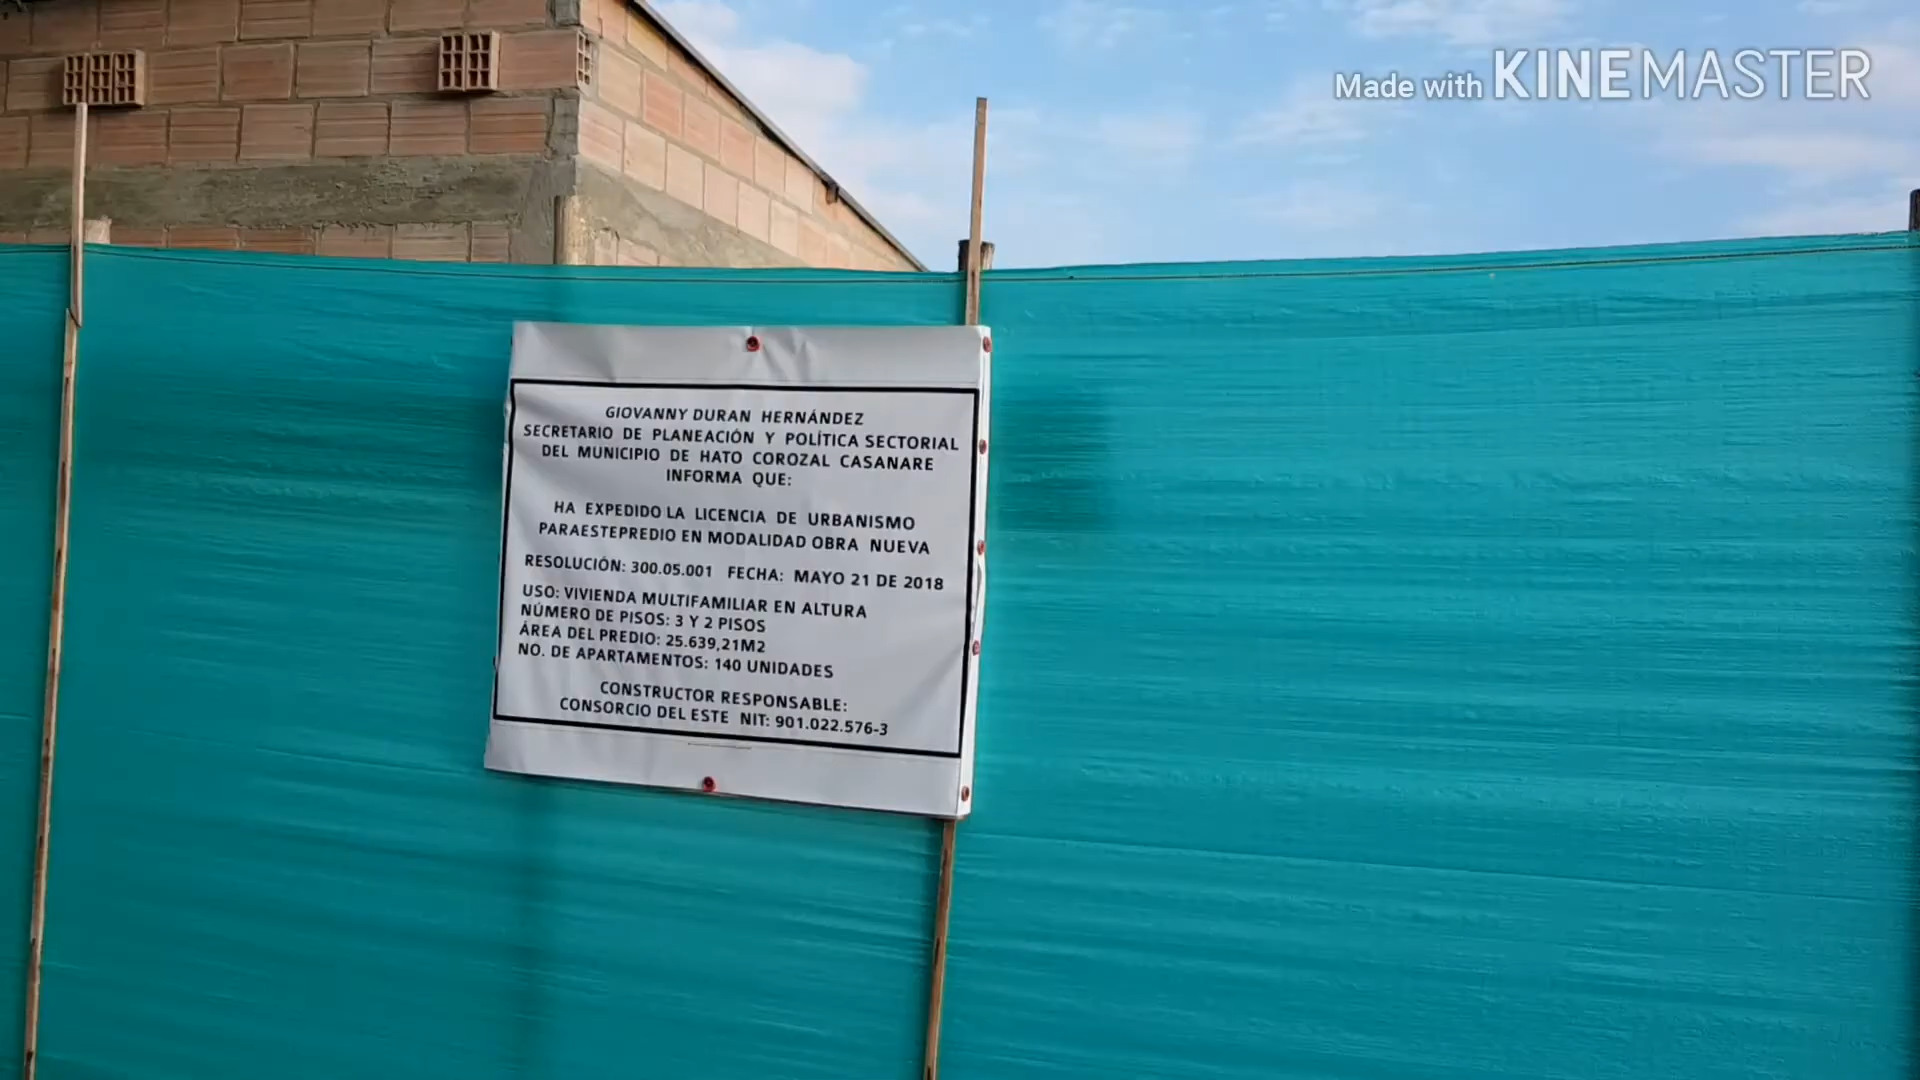 Made with KINEMASTER
GIOVANNY DURAN HERNÁNDEZ
SECRETARIO DE PLANEACIÓN Y POLÍTICA SECTORIAL
DEL MUNICIPIO DE HATO COROZAL CASANARE
INFORMA QUE:
HA EXPEDIDO LA LICENCIA DE URBANISMO
PARAESTEPREDIO EN MODALIDAD OBRA NUEVA
RESOLUCIÓN: 300.05.001 FECHA: MAYO 21 DE 2018
USO: VIVIENDA MULTIFAMILIAR EN ALTURA
NÚMERO DE PISOS: 3 Y 2 PISOS
ÁREA DEL PREDIO: 25.639,21M2
NO. DE APARTAMENTOS: 140 UNIDADES
CONSTRUCTOR RESPONSABLE:
CONSORCIO DEL ESTE NIT: 901.022.576-3